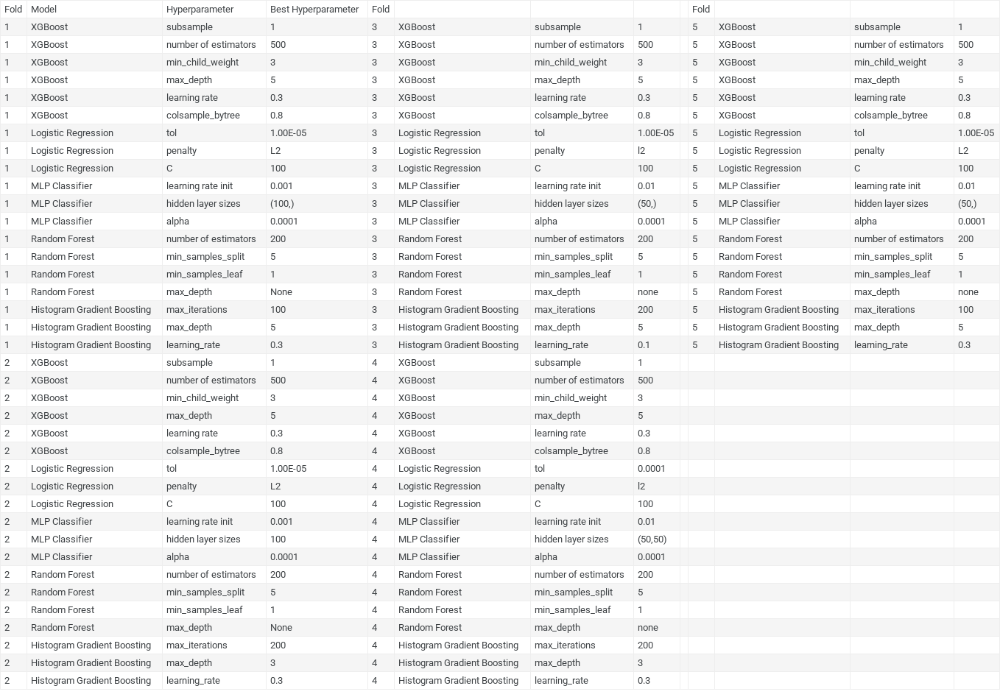 Fold Model Hyperparameter Best Hyperparameter Fold Fold
1 XGBoost subsample 1 3 XGBoost subsample 1 5 XGBoost subsample 1
1 XGBoost number of estimators 500 3 XGBoost number of estimators 500 5 XGBoost number of estimators 500
1 XGBoost min_child_weight 3 3 XGBoost min_child_weight 3 5 XGBoost min_child_weight 3
1 XGBoost max_depth 5 3 XGBoost max_depth 5 5 XGBoost max_depth 5
1 XGBoost learning rate 0.3 3 XGBoost learning rate 0.3 5 XGBoost learning rate 0.3
1 XGBoost colsample_bytree 0.8 3 XGBoost colsample_bytree 0.8 5 XGBoost colsample_bytree 0.8
1 Logistic Regression tol 1.00E-05 3 Logistic Regression tol 1.00E-05 5 Logistic Regression tol 1.00E-05
1 Logistic Regression penalty L2 3 Logistic Regression penalty l2 5 Logistic Regression penalty L2
1 Logistic Regression C 100 3 Logistic Regression C 100 5 Logistic Regression C 100
1 MLP Classifier learning rate init 0.001 3 MLP Classifier learning rate init 0.01 5 MLP Classifier learning rate init 0.01
1 MLP Classifier hidden layer sizes (100,) 3 MLP Classifier hidden layer sizes (50,) 5 MLP Classifier hidden layer sizes (50,)
1 MLP Classifier alpha 0.0001 3 MLP Classifier alpha 0.0001 5 MLP Classifier alpha 0.0001
1 Random Forest number of estimators 200 3 Random Forest number of estimators 200 5 Random Forest number of estimators 200
1 Random Forest min_samples_split 5 3 Random Forest min_samples_split 5 5 Random Forest min_samples_split 5
1 Random Forest min_samples_leaf 1 3 Random Forest min_samples_leaf 1 5 Random Forest min_samples_leaf 1
1 Random Forest max_depth None 3 Random Forest max_depth none 5 Random Forest max_depth none
1 Histogram Gradient Boosting max_iterations 100 3 Histogram Gradient Boosting max_iterations 200 5 Histogram Gradient Boosting max_iterations 100
1 Histogram Gradient Boosting max_depth 5 3 Histogram Gradient Boosting max_depth 5 5 Histogram Gradient Boosting max_depth 5
1 Histogram Gradient Boosting learning_rate 0.3 3 Histogram Gradient Boosting learning_rate 0.1 5 Histogram Gradient Boosting learning_rate 0.3
2 XGBoost subsample 1 4 XGBoost subsample 1
2 XGBoost number of estimators 500 4 XGBoost number of estimators 500
2 XGBoost min_child_weight 3 4 XGBoost min_child_weight 3
2 XGBoost max_depth 5 4 XGBoost max_depth 5
2 XGBoost learning rate 0.3 4 XGBoost learning rate 0.3
2 XGBoost colsample_bytree 0.8 4 XGBoost colsample_bytree 0.8
2 Logistic Regression tol 1.00E-05 4 Logistic Regression tol 0.0001
2 Logistic Regression penalty L2 4 Logistic Regression penalty l2
2 Logistic Regression C 100 4 Logistic Regression C 100
2 MLP Classifier learning rate init 0.001 4 MLP Classifier learning rate init 0.01
2 MLP Classifier hidden layer sizes 100 4 MLP Classifier hidden layer sizes (50,50)
2 MLP Classifier alpha 0.0001 4 MLP Classifier alpha 0.0001
2 Random Forest number of estimators 200 4 Random Forest number of estimators 200
2 Random Forest min_samples_split 5 4 Random Forest min_samples_split 5
2 Random Forest min_samples_leaf 1 4 Random Forest min_samples_leaf 1
2 Random Forest max_depth None 4 Random Forest max_depth none
2 Histogram Gradient Boosting max_iterations 200 4 Histogram Gradient Boosting max_iterations 200
2 Histogram Gradient Boosting max_depth 3 4 Histogram Gradient Boosting max_depth 3
2 Histogram Gradient Boosting learning_rate 0.3 4 Histogram Gradient Boosting learning_rate 0.3